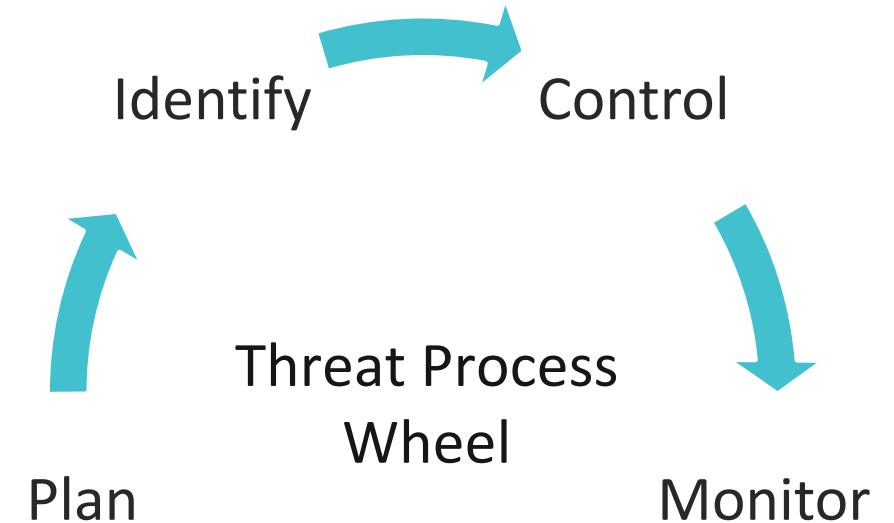 Identify
Control
Threat Process
Wheel
Plan
Monitor